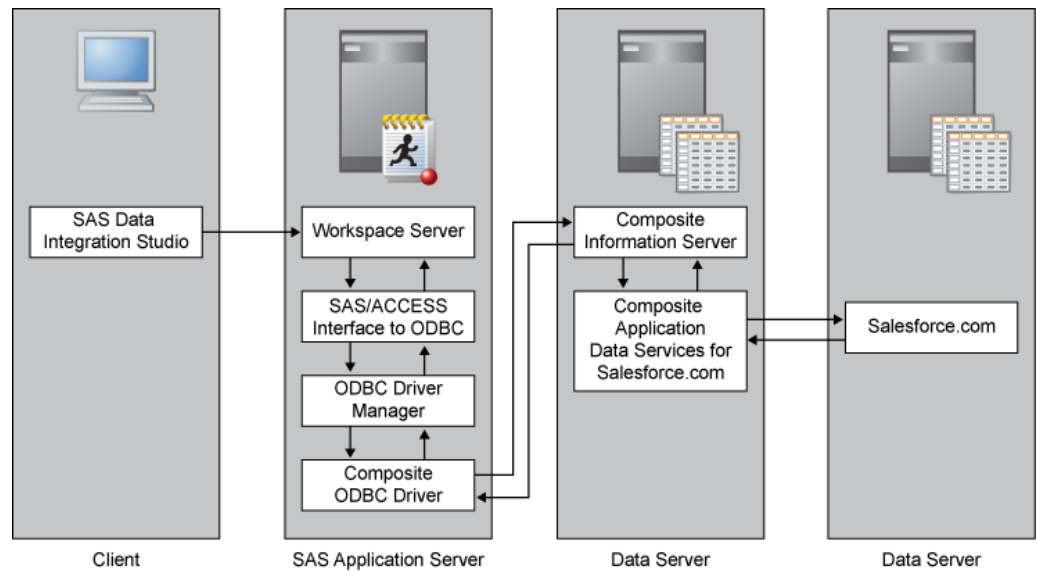 SAS Data
Integration Studio
Workspace Server
SAS/ACCESS
Interface to ODBC
ODBC Driver
Manager
Composite
ODBC Driver
Composite
Information Server
Composite
Application
Data Services for
Salesforce.com
Salesforce.com
Client
SAS Application Server
Data Server
Data Server